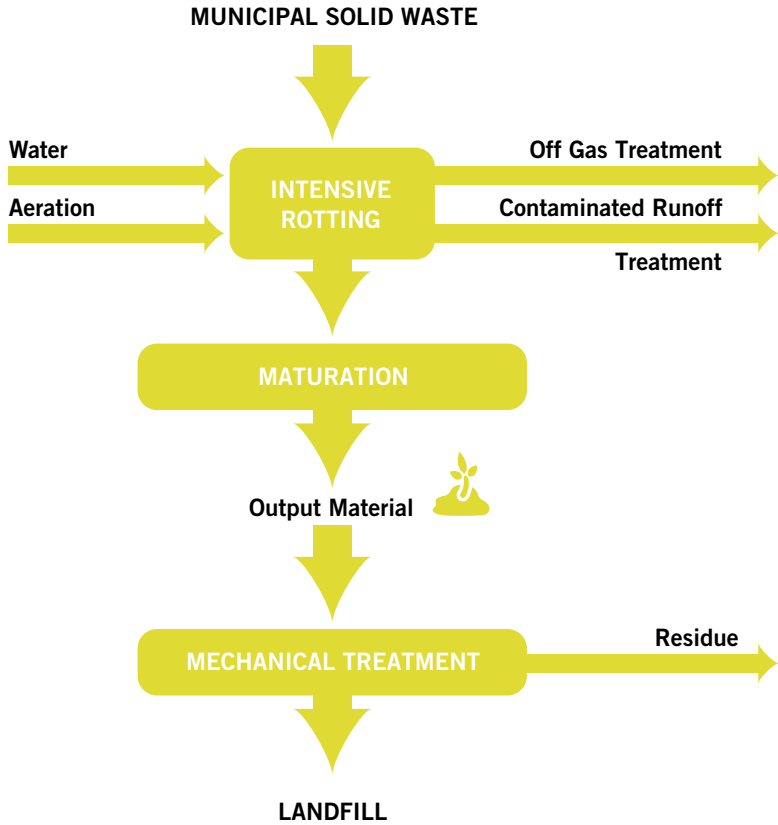 MUNICIPAL SOLID WASTE
Water
Aeration
INTENSIVE
ROTTING
Off Gas Treatment
Contaminated Runoff
Treatment
MATURATION
Output Material
MECHANICAL TREATMENT
Residue
LANDFILL